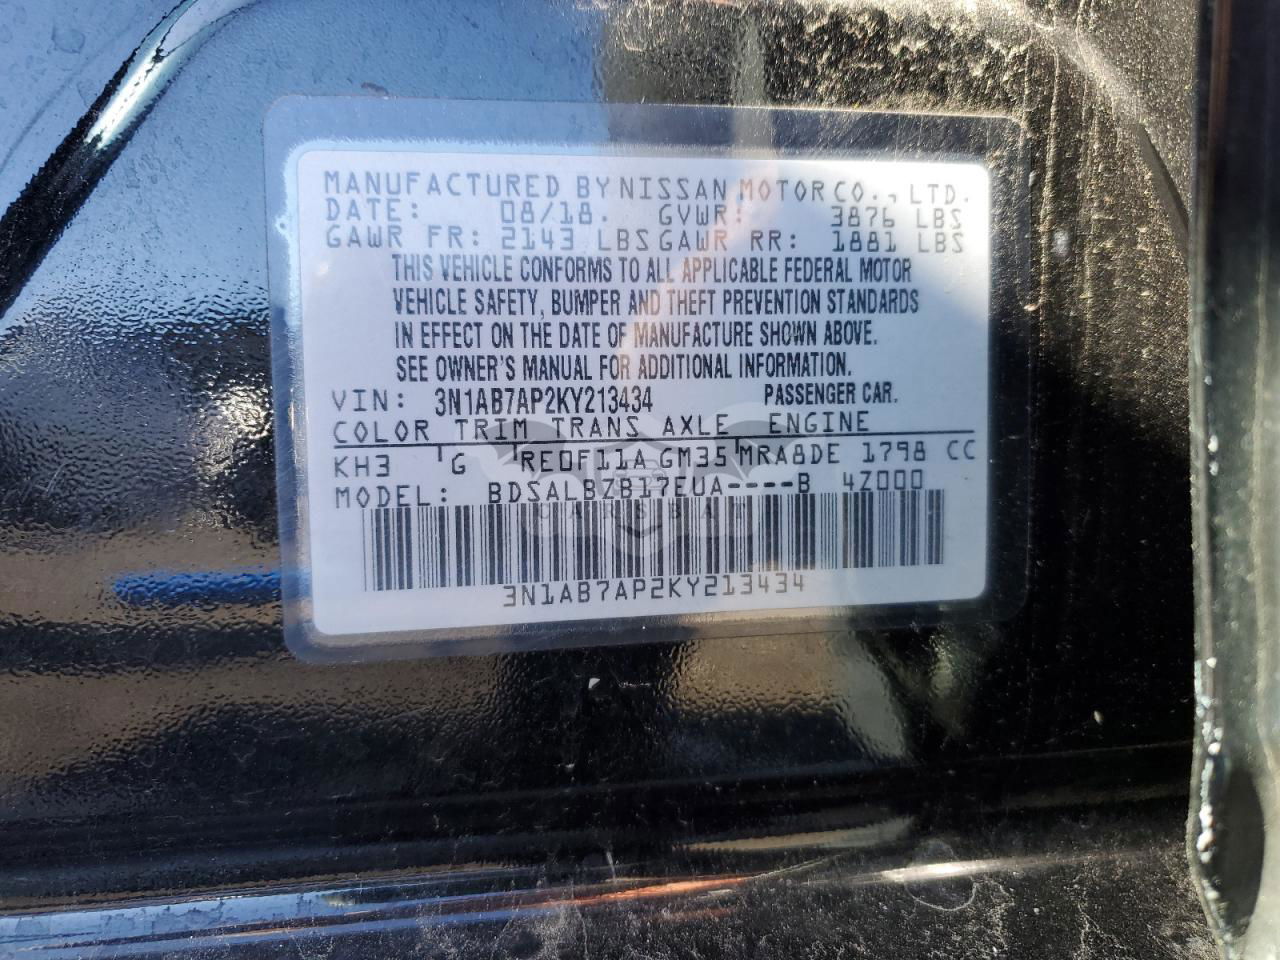 MANUFACTURED BY NISSAN MOTOR CO., LTD.
DATE: 08/18. GVWR: 3876 LBS
GAWR FR: 2143 LBS GAWR RR: 1881 LBS
THIS VEHICLE CONFORMS TO ALL APPLICABLE FEDERAL MOTOR
VEHICLE SAFETY, BUMPER AND THEFT PREVENTION STANDARDS
IN EFFECT ON THE DATE OF MANUFACTURE SHOWN ABOVE.
SEE OWNER'S MANUAL FOR ADDITIONAL INFORMATION.
VIN: 3N1AB7AP2KY213434 PASSENGER CAR.
COLOR TRIM TRANS AXLE ENGINE
KH3 G RE0F11A GM35 MRA8DE 1798 CC
MODEL: BDSALBZB17EUA----B 4Z000
CARSBAT
3N1AB7AP2KY213434